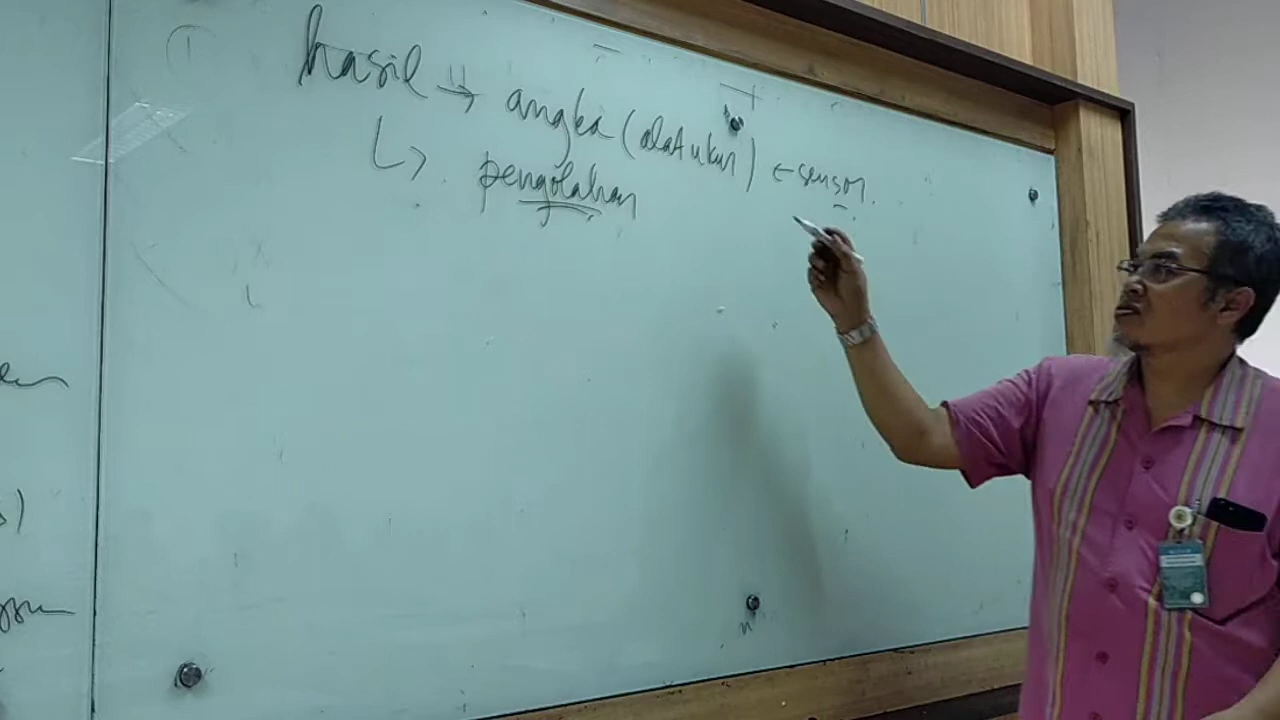 hasil → angka (alat ukur) ← sensor.
↳ pengolahan